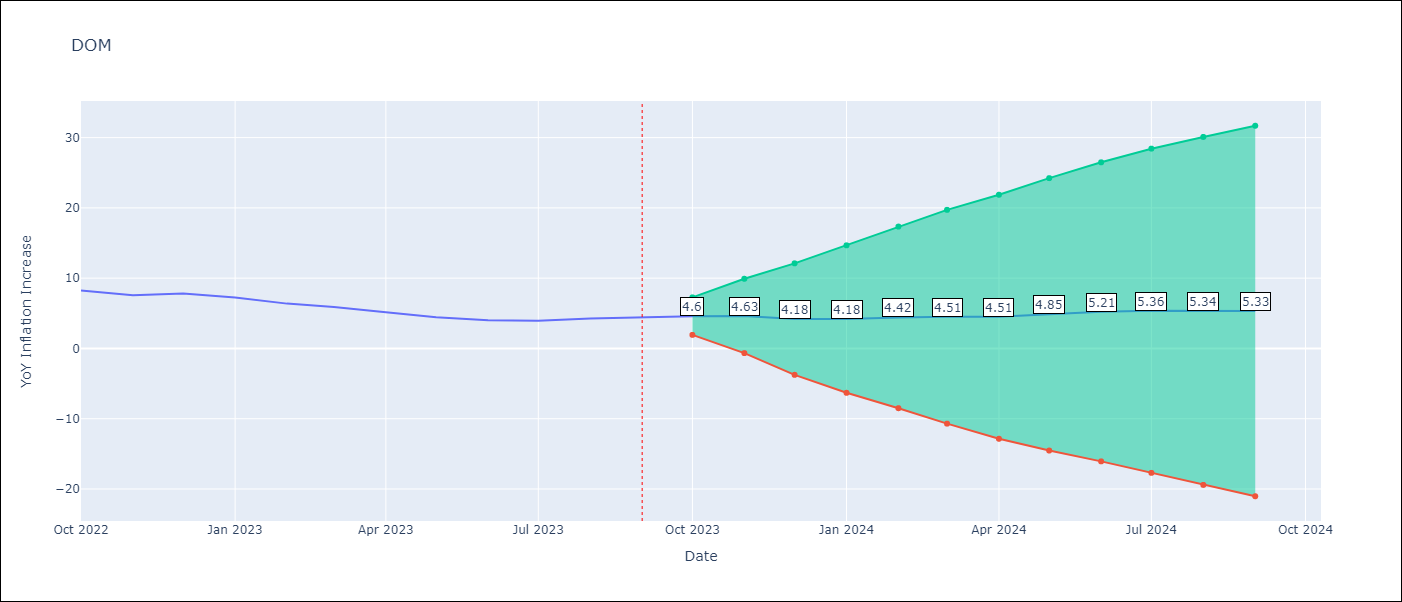 DOM
YoY Inflation Increase
30
20
10
0
−10
−20
4.6
4.63
4.18
4.18
4.42
4.51
4.51
4.85
5.21
5.36
5.34
5.33
Oct 2022
Jan 2023
Apr 2023
Jul 2023
Oct 2023
Jan 2024
Apr 2024
Jul 2024
Oct 2024
Date